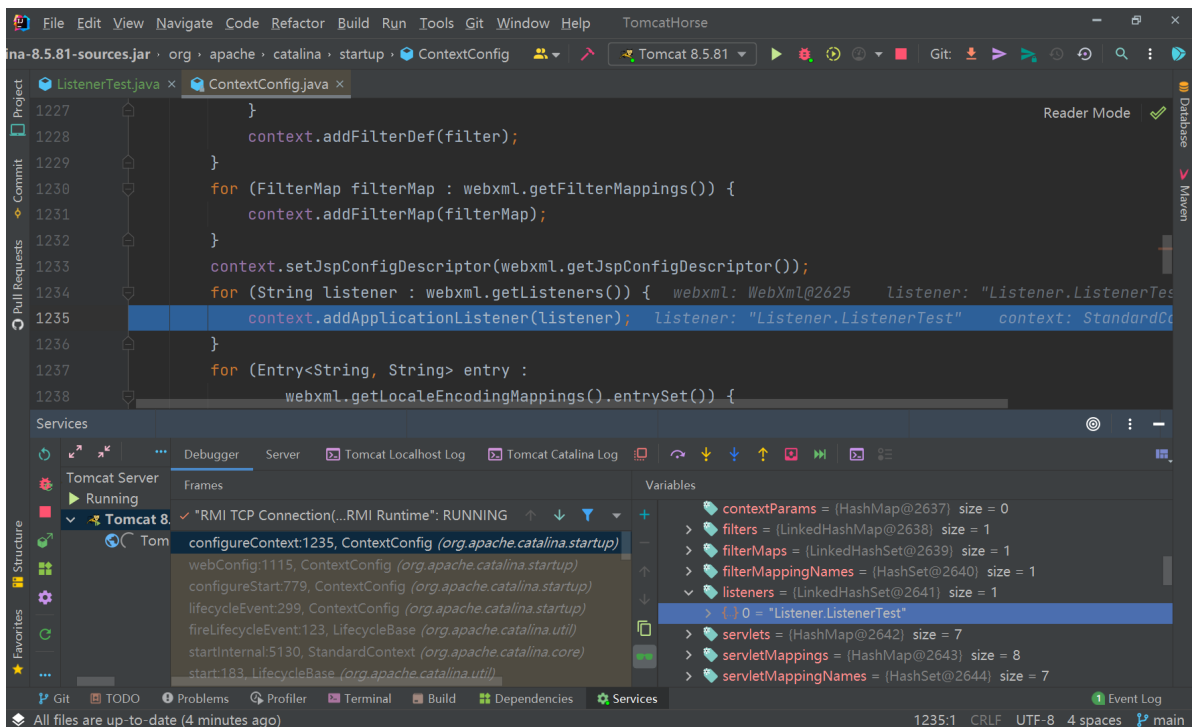 File Edit View Navigate Code Refactor Build Run Tools Git Window Help TomcatHorse
ina-8.5.81-sources.jar › org › apache › catalina › startup › ContextConfig Tomcat 8.5.81 Git:
ListenerTest.java × ContextConfig.java ×
Project
Commit
Pull Requests
Structure
Favorites
Database
Maven
Reader Mode
1227 }
1228 context.addFilterDef(filter);
1229 }
1230 for (FilterMap filterMap : webxml.getFilterMappings()) {
1231 context.addFilterMap(filterMap);
1232 }
1233 context.setJspConfigDescriptor(webxml.getJspConfigDescriptor());
1234 for (String listener : webxml.getListeners()) { webxml: WebXml@2625 listener: "Listener.ListenerTes
1235 context.addApplicationListener(listener); listener: "Listener.ListenerTest" context: StandardCo
1236 }
1237 for (Entry<String, String> entry :
1238 webxml.getLocaleEncodingMappings().entrySet()) {
Services
Debugger Server Tomcat Localhost Log Tomcat Catalina Log
Tomcat Server
Running
Tomcat 8.
Tom
Frames
"RMI TCP Connection(...RMI Runtime": RUNNING
configureContext:1235, ContextConfig (org.apache.catalina.startup)
webConfig:1115, ContextConfig (org.apache.catalina.startup)
configureStart:779, ContextConfig (org.apache.catalina.startup)
lifecycleEvent:299, ContextConfig (org.apache.catalina.startup)
fireLifecycleEvent:123, LifecycleBase (org.apache.catalina.util)
startInternal:5130, StandardContext (org.apache.catalina.core)
start:183, LifecycleBase (org.apache.catalina.util)
Variables
contextParams = {HashMap@2637} size = 0
filters = {LinkedHashMap@2638} size = 1
filterMaps = {LinkedHashSet@2639} size = 1
filterMappingNames = {HashSet@2640} size = 1
listeners = {LinkedHashSet@2641} size = 1
0 = "Listener.ListenerTest"
servlets = {HashMap@2642} size = 7
servletMappings = {HashMap@2643} size = 8
servletMappingNames = {HashSet@2644} size = 7
Git TODO Problems Profiler Terminal Build Dependencies Services 1 Event Log
All files are up-to-date (4 minutes ago) 1235:1 CRLF UTF-8 4 spaces main